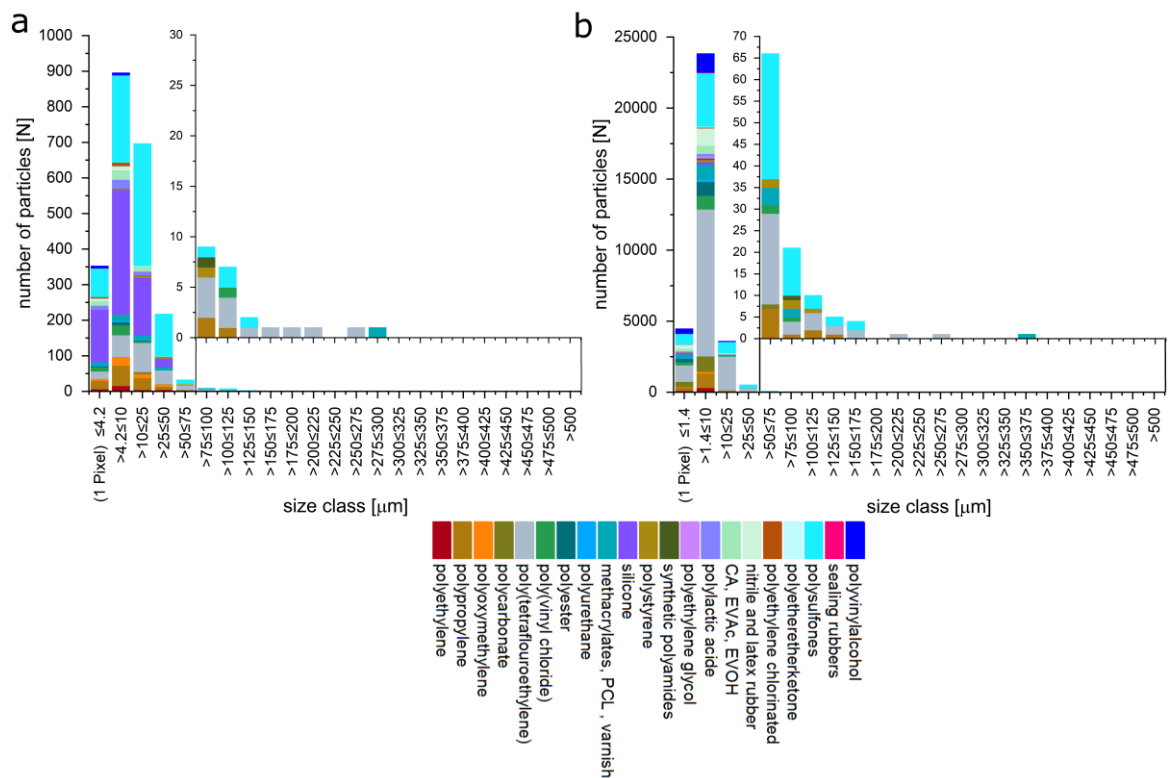 a
1000
900
800
700
600
500
400
300
200
100
0
number of particles [N]
30
25
20
15
10
5
0
(1 Pixel) ≤4.2
>4.2≤10
>10≤25
>25≤50
>50≤75
>75≤100
>100≤125
>125≤150
>150≤175
>175≤200
>200≤225
>225≤250
>250≤275
>275≤300
>300≤325
>325≤350
>350≤375
>375≤400
>400≤425
>425≤450
>450≤475
>475≤500
>500
size class [μm]
b
25000
20000
15000
10000
5000
0
number of particles [N]
70
65
60
55
50
45
40
35
30
25
20
15
10
5
0
(1 Pixel) ≤1.4
>1.4≤10
>10≤25
>25≤50
>50≤75
>75≤100
>100≤125
>125≤150
>150≤175
>175≤200
>200≤225
>225≤250
>250≤275
>275≤300
>300≤325
>325≤350
>350≤375
>375≤400
>400≤425
>425≤450
>450≤475
>475≤500
>500
size class [μm]
polyethylene
polypropylene
polyoxymethylene
polycarbonate
poly(tetraflouroethylene)
poly(vinyl chloride)
polyester
polyurethane
methacrylates, PCL , varnish
silicone
polystyrene
synthetic polyamides
polyethylene glycol
polylactic acide
CA, EVAc, EVOH
nitrile and latex rubber
polyethylene chlorinated
polyetheretherketone
polysulfones
sealing rubbers
polyvinylalcohol